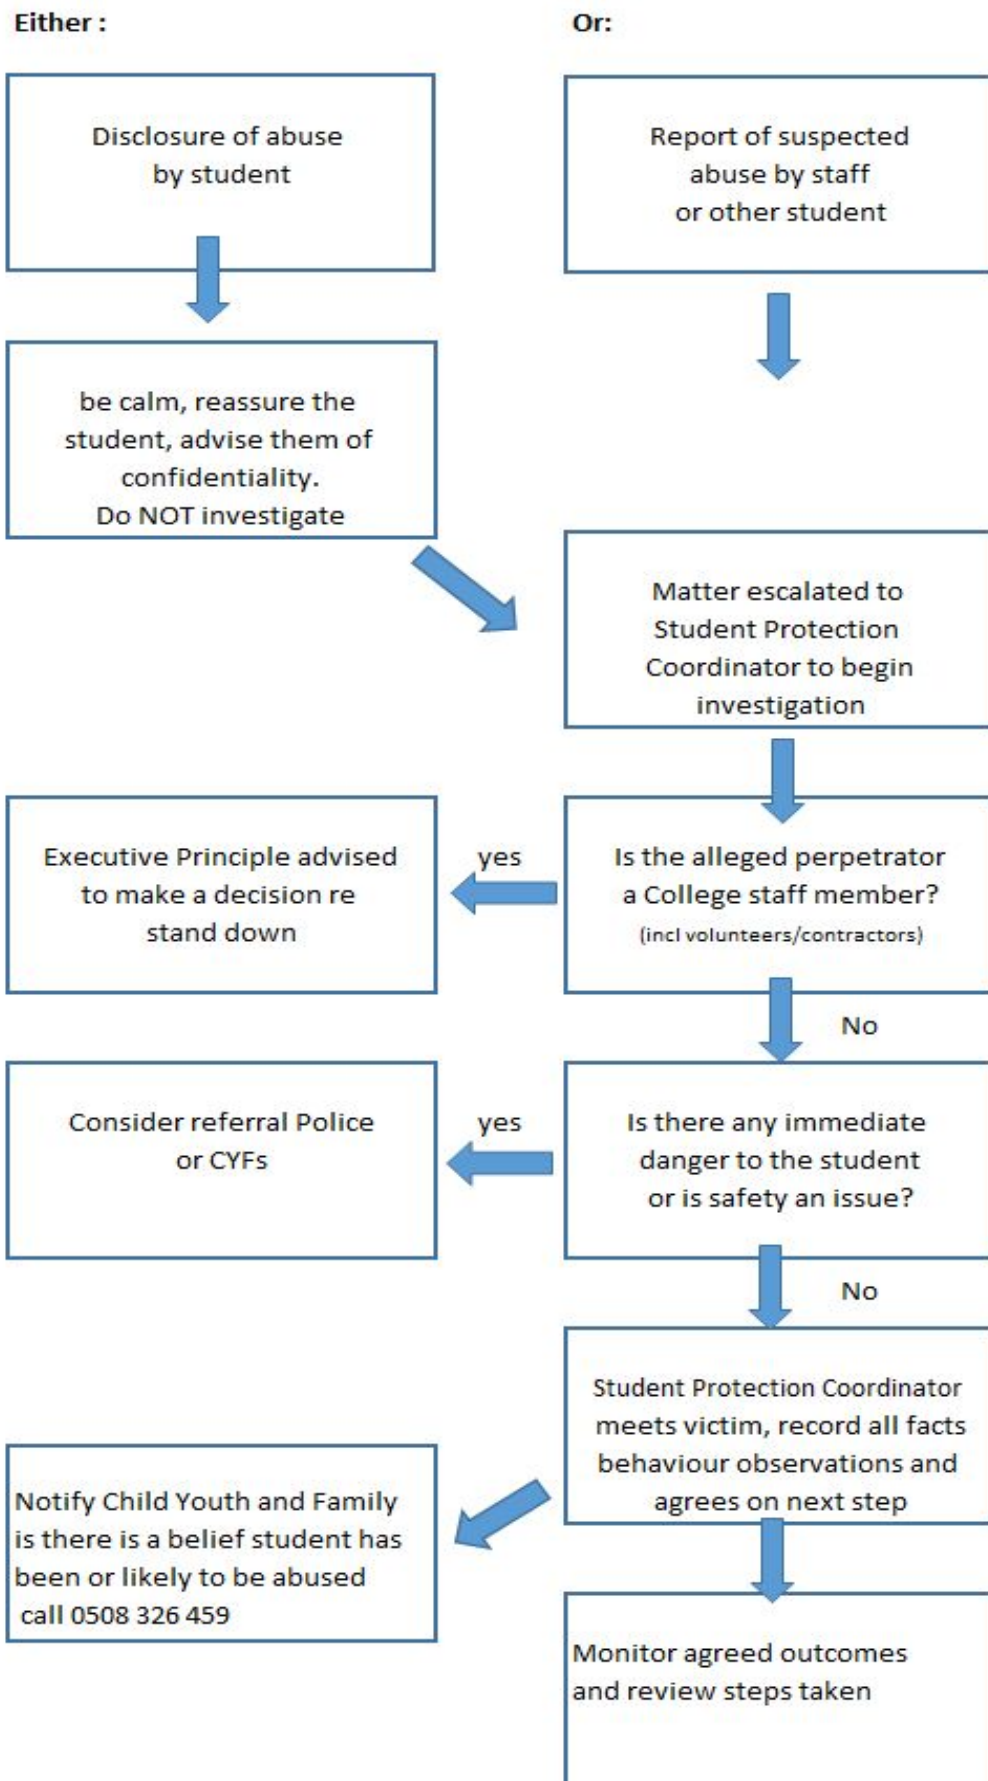 Either :
Or:
Disclosure of abuse
by student
Report of suspected
abuse by staff
or other student
be calm, reassure the
student, advise them of
confidentiality.
Do NOT investigate
Matter escalated to
Student Protection
Coordinator to begin
investigation
Is the alleged perpetrator
a College staff member?
(incl volunteers/contractors)
yes
Executive Principle advised
to make a decision re
stand down
No
Is there any immediate
danger to the student
or is safety an issue?
yes
Consider referral Police
or CYFs
No
Student Protection Coordinator
meets victim, record all facts
behaviour observations and
agrees on next step
Notify Child Youth and Family
is there is a belief student has
been or likely to be abused
call 0508 326 459
Monitor agreed outcomes
and review steps taken